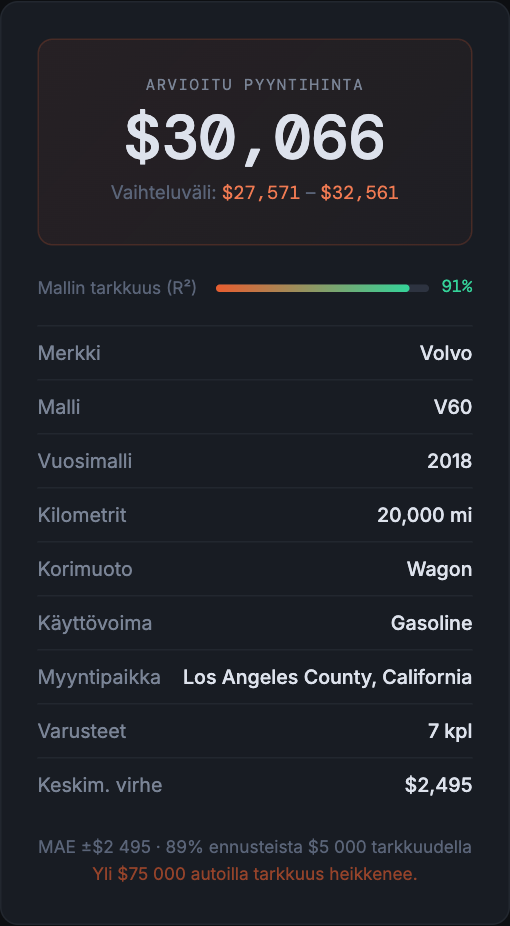 ARVIOITU PYYNTIHINTA
$30,066
Vaihteluväli: $27,571 – $32,561
Mallin tarkkuus (R²) 91%
Merkki Volvo
Malli V60
Vuosimalli 2018
Kilometrit 20,000 mi
Korimuoto Wagon
Käyttövoima Gasoline
Myyntipaikka Los Angeles County, California
Varusteet 7 kpl
Keskim. virhe $2,495
MAE ±$2 495 · 89% ennusteista $5 000 tarkkuudella
Yli $75 000 autoilla tarkkuus heikkenee.